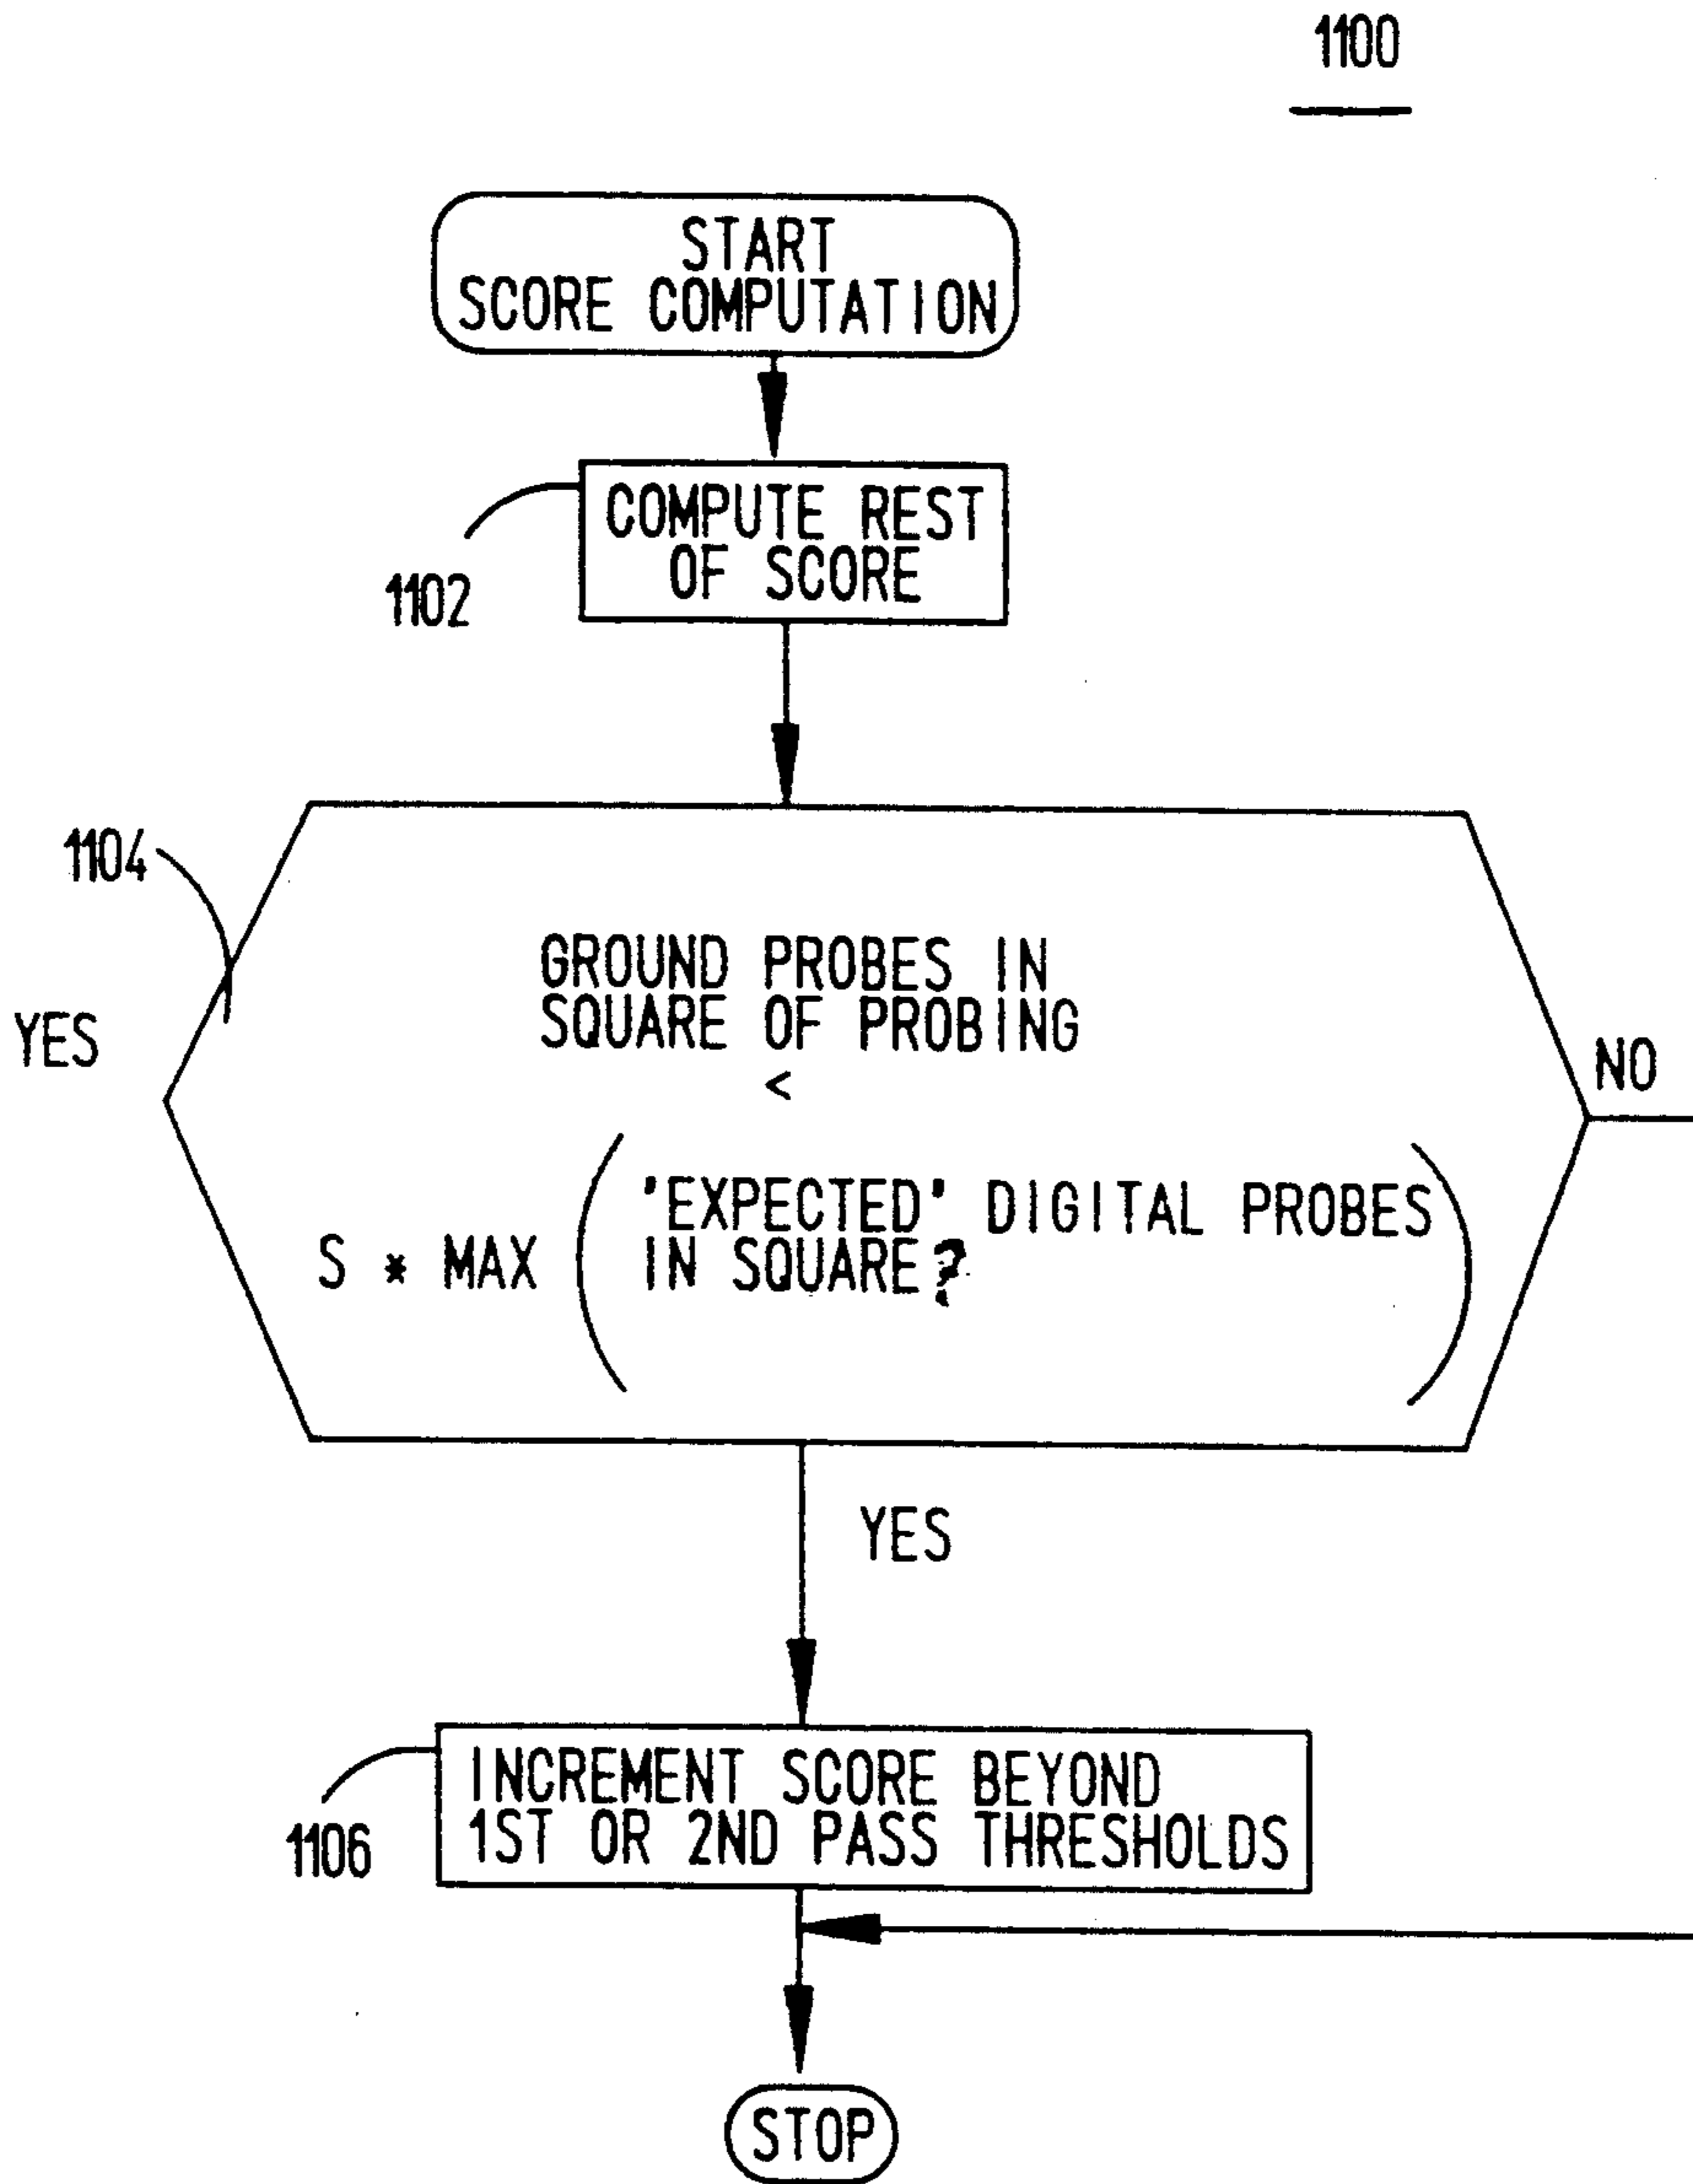 1100
START
SCORE COMPUTATION
COMPUTE REST
OF SCORE
1102
1104
YES
GROUND PROBES IN
SQUARE OF PROBING
<
NO
S * MAX ( 'EXPECTED' DIGITAL PROBES
IN SQUARE? )
YES
INCREMENT SCORE BEYOND
1ST OR 2ND PASS THRESHOLDS
1106
STOP